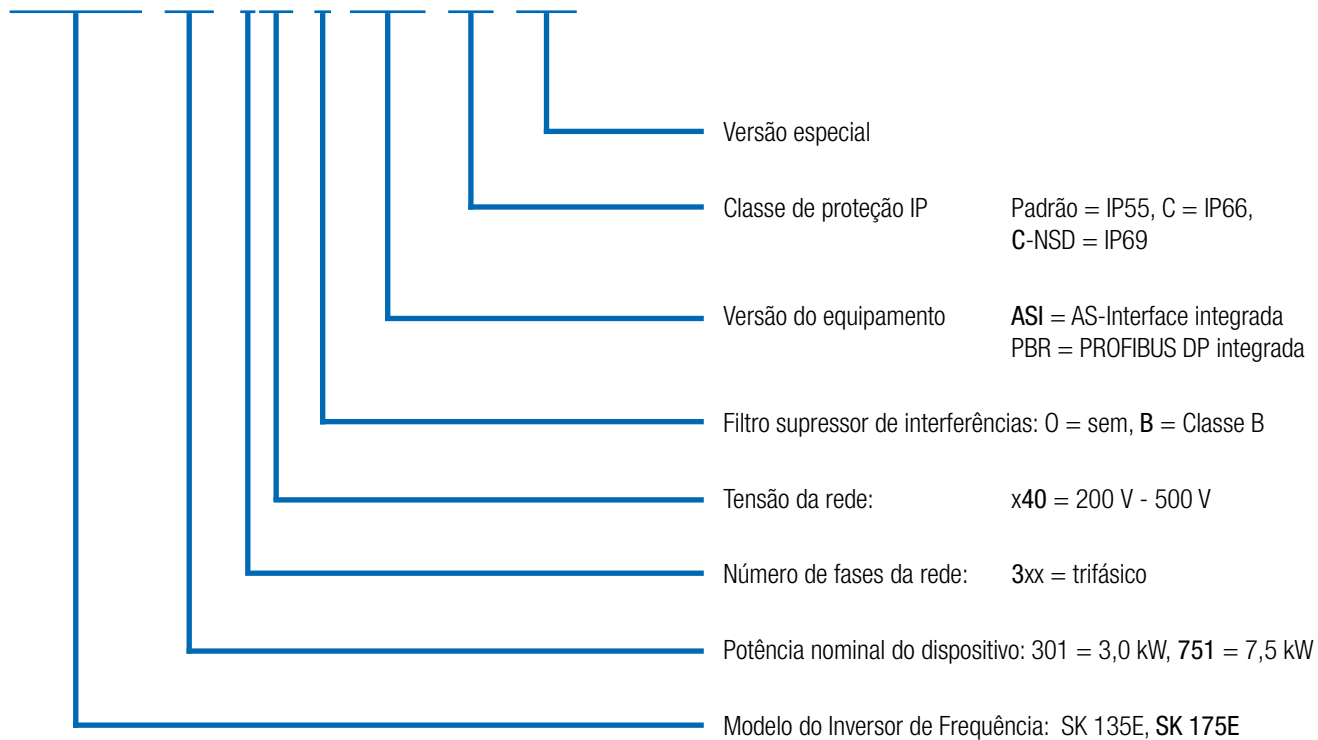 Versão especial
Classe de proteção IP Padrão = IP55, C = IP66,
C-NSD = IP69
Versão do equipamento ASI = AS-Interface integrada
PBR = PROFIBUS DP integrada
Filtro supressor de interferências: O = sem, B = Classe B
Tensão da rede: x40 = 200 V - 500 V
Número de fases da rede: 3xx = trifásico
Potência nominal do dispositivo: 301 = 3,0 kW, 751 = 7,5 kW
Modelo do Inversor de Frequência: SK 135E, SK 175E